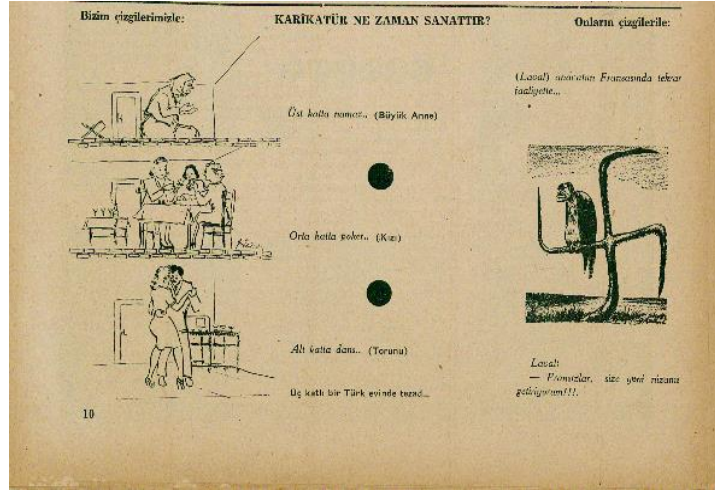 Bizim çizgilerimizle:
KARİKATÜR NE ZAMAN SANATTIR?
Onların çizgilerile:
Üst katta namaz.. (Büyük Anne)
Orta katta poker.. (Kızı)
Alt katta dans.. (Torunu)
Üç katlı bir Türk evinde tezad...
(Laval) Fransasında tekrar
faaliyette...
Laval:
— Fransızlar, size yeni nizamı
getiriyorum!!!.
10